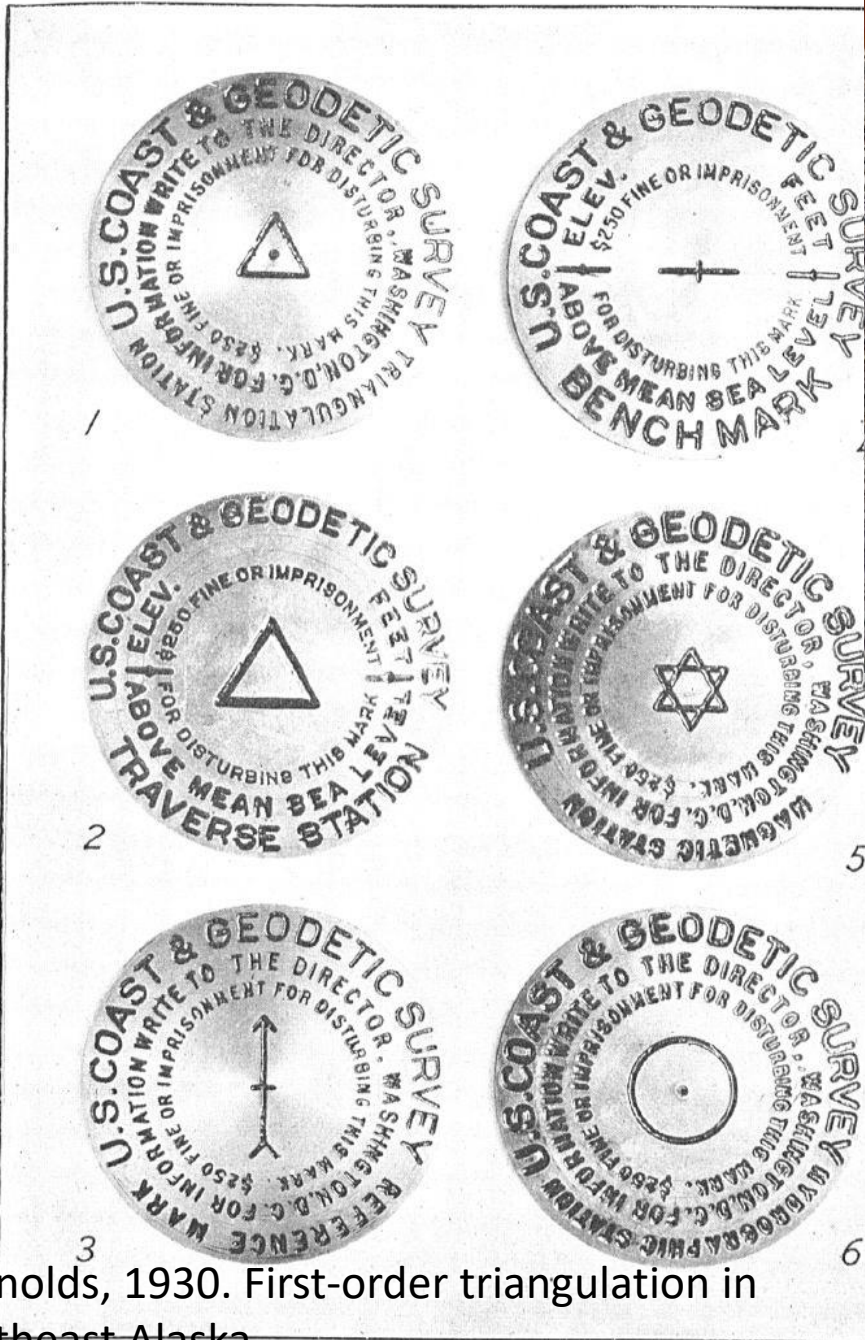 U.S. COAST & GEODETIC SURVEY TRIANGULATION STATION
FOR INFORMATION WRITE TO THE DIRECTOR, WASHINGTON, D.C.
$250 FINE OR IMPRISONMENT FOR DISTURBING THIS MARK.
1
U.S. COAST & GEODETIC SURVEY
BENCH MARK
ELEV. FEET
ABOVE MEAN SEA LEVEL
$250 FINE OR IMPRISONMENT
FOR DISTURBING THIS MARK
U.S. COAST & GEODETIC SURVEY
TRAVERSE STATION
ELEV. FEET
ABOVE MEAN SEA LEVEL
$250 FINE OR IMPRISONMENT
FOR DISTURBING THIS MARK
2
U.S. COAST & GEODETIC SURVEY
MAGNETIC STATION
FOR INFORMATION WRITE TO THE DIRECTOR, WASHINGTON, D.C.
$250 FINE OR IMPRISONMENT FOR DISTURBING THIS MARK.
5
U.S. COAST & GEODETIC SURVEY
REFERENCE MARK
FOR INFORMATION WRITE TO THE DIRECTOR, WASHINGTON, D.C.
$250 FINE OR IMPRISONMENT FOR DISTURBING THIS MARK.
3
U.S. COAST & GEODETIC SURVEY HYDROGRAPHIC STATION
FOR INFORMATION WRITE TO THE DIRECTOR, WASHINGTON, D.C.
$250 FINE OR IMPRISONMENT FOR DISTURBING THIS MARK.
6
nolds, 1930. First-order triangulation in
theast Alaska